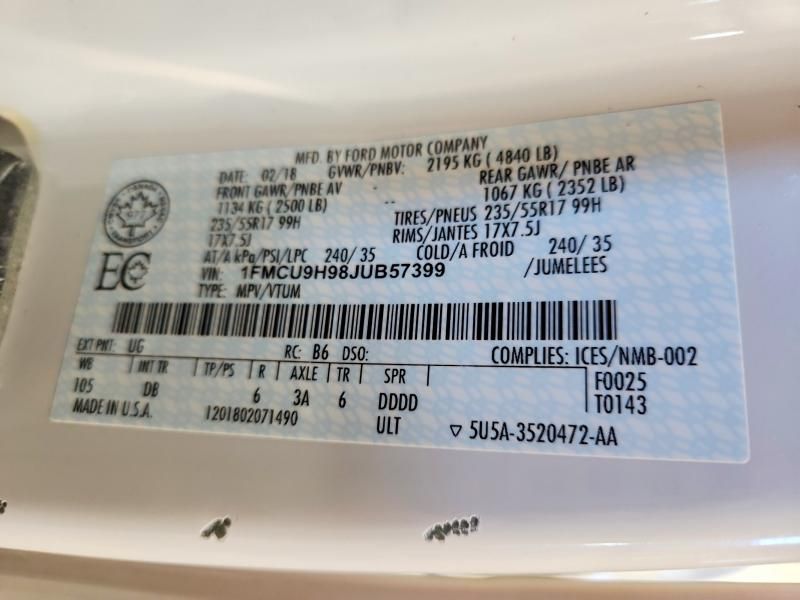 MFD. BY FORD MOTOR COMPANY
DATE: 02/18 GVWR/PNBV: 2195 KG ( 4840 LB)
FRONT GAWR/PNBE AV REAR GAWR/ PNBE AR
1134 KG ( 2500 LB) 1067 KG ( 2352 LB)
235/55R17 99H TIRES/PNEUS 235/55R17 99H
17X7.5J RIMS/JANTES 17X7.5J
AT/A kPa/PSI/LPC 240/ 35 COLD/A FROID 240/ 35
VIN: 1FMCU9H98JUB57399 /JUMELEES
TYPE: MPV/VTUM
EC
EXT PNT: UG RC: B6 DSO: COMPLIES: ICES/NMB-002
WB INT TR TP/PS R AXLE TR SPR F0025
105 DB 6 3A 6 DDDD T0143
MADE IN U.S.A. 1201802071490 ULT ▽ 5U5A-3520472-AA